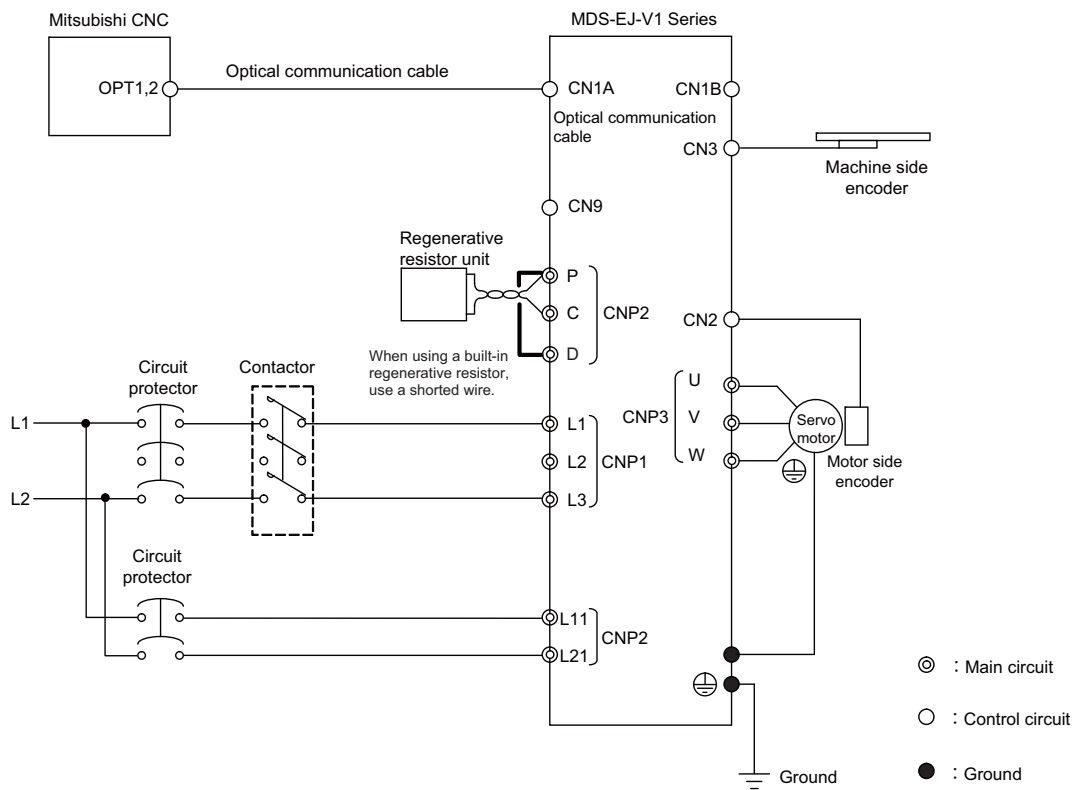 Mitsubishi CNC
MDS-EJ-V1 Series
OPT1,2
Optical communication cable
CN1A
CN1B
Optical communication
cable
CN3
Machine side
encoder
CN9
Regenerative
resistor unit
P
C
D
CNP2
When using a built-in
regenerative resistor,
use a shorted wire.
CN2
Circuit
protector
Contactor
L1
L2
L1
L2
L3
CNP1
CNP3
U
V
W
Servo
motor
Motor side
encoder
Circuit
protector
L11
L21
CNP2
Ground
: Main circuit
: Control circuit
: Ground